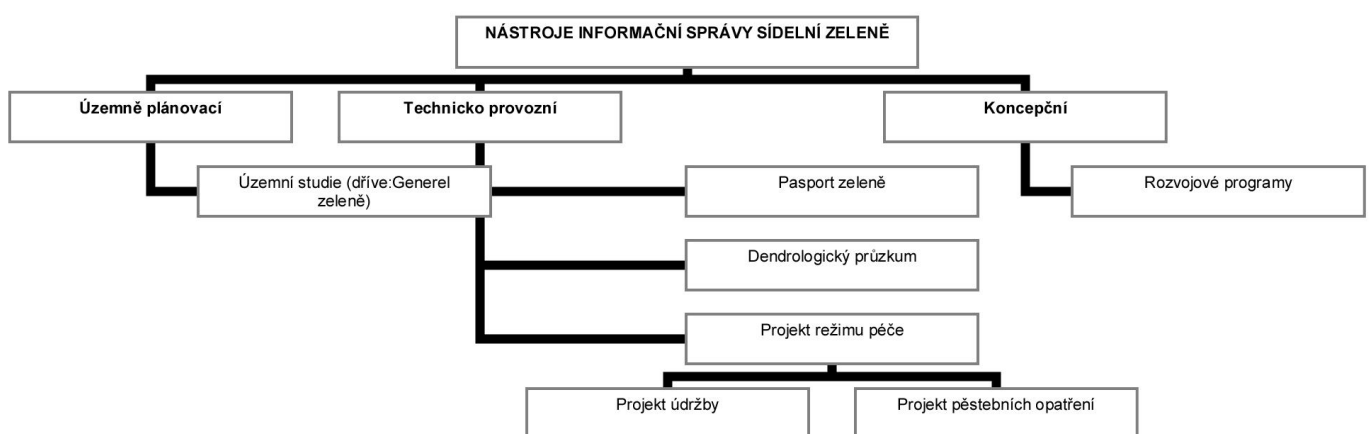 NÁSTROJE INFORMAČNÍ SPRÁVY SÍDELNÍ ZELENĚ
Územně plánovací
Technicko provozní
Koncepční
Územní studie (dříve:Generel
zeleně)
Pasport zeleně
Rozvojové programy
Dendrologický průzkum
Projekt režimu péče
Projekt údržby
Projekt pěstebních opatření